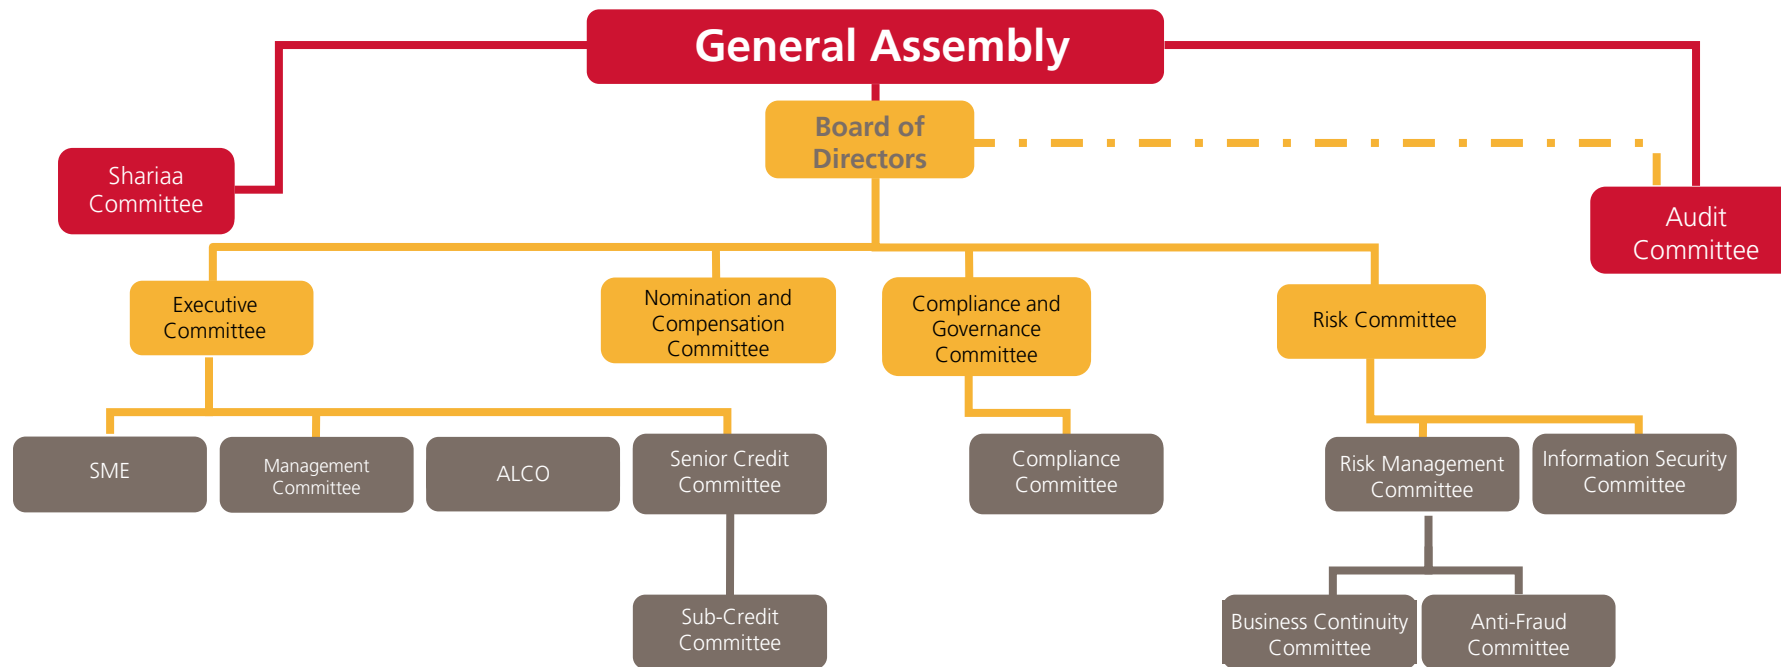 General Assembly
Board of
Directors
Shariaa
Committee
Audit
Committee
Executive
Committee
Nomination and
Compensation
Committee
Compliance and
Governance
Committee
Risk Committee
SME
Management
Committee
ALCO
Senior Credit
Committee
Compliance
Committee
Risk Management
Committee
Information Security
Committee
Sub-Credit
Committee
Business Continuity
Committee
Anti-Fraud
Committee